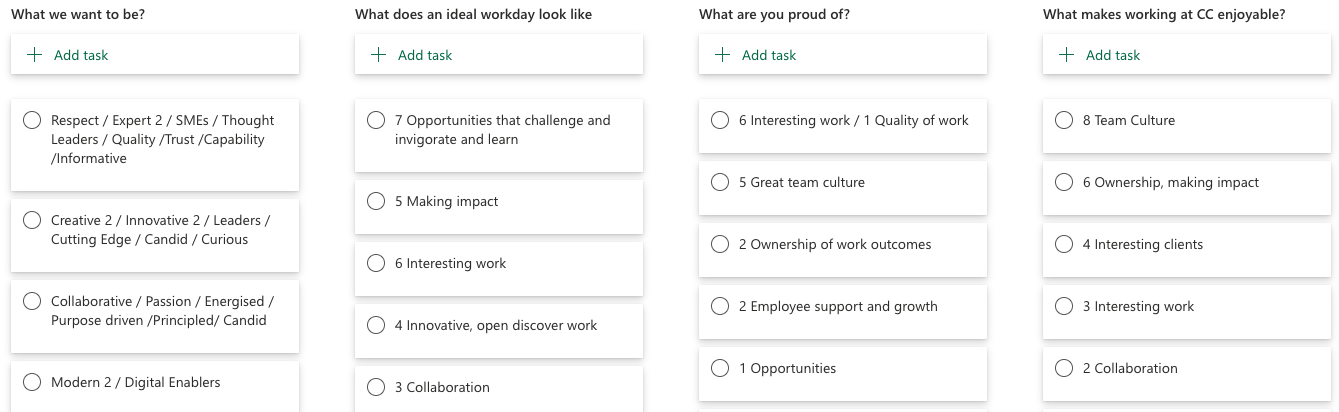 What we want to be?
Add task
Respect / Expert 2 / SMEs / Thought
Leaders / Quality /Trust /Capability
/Informative
Creative 2 / Innovative 2 / Leaders /
Cutting Edge / Candid / Curious
Collaborative / Passion / Energised /
Purpose driven /Principled/ Candid
Modern 2 / Digital Enablers
What does an ideal workday look like
Add task
7 Opportunities that challenge and
invigorate and learn
5 Making impact
6 Interesting work
4 Innovative, open discover work
3 Collaboration
What are you proud of?
Add task
6 Interesting work / 1 Quality of work
5 Great team culture
2 Ownership of work outcomes
2 Employee support and growth
1 Opportunities
What makes working at CC enjoyable?
Add task
8 Team Culture
6 Ownership, making impact
4 Interesting clients
3 Interesting work
2 Collaboration